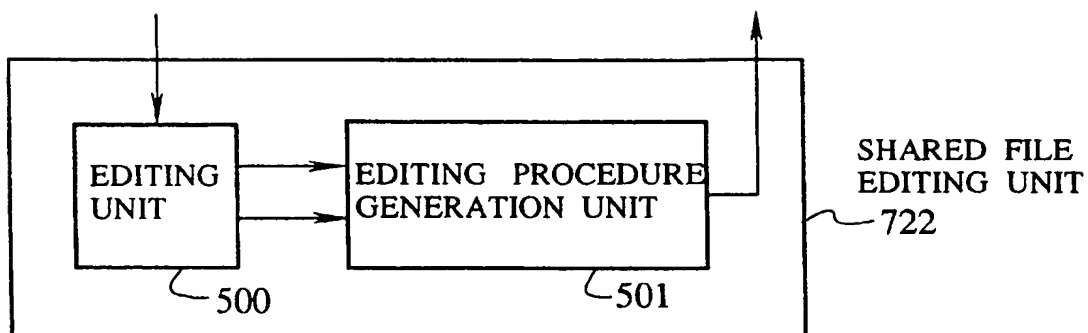 EDITING
UNIT
EDITING PROCEDURE
GENERATION UNIT
SHARED FILE
EDITING UNIT
722
500
501